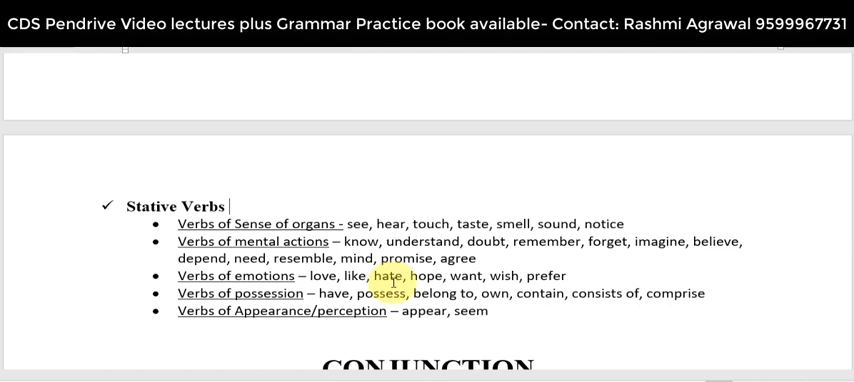 CDS Pendrive Video lectures plus Grammar Practice book available- Contact: Rashmi Agrawal 9599967731
✓ Stative Verbs
• Verbs of Sense of organs - see, hear, touch, taste, smell, sound, notice
• Verbs of mental actions – know, understand, doubt, remember, forget, imagine, believe,
depend, need, resemble, mind, promise, agree
• Verbs of emotions – love, like, hate, hope, want, wish, prefer
• Verbs of possession – have, possess, belong to, own, contain, consists of, comprise
• Verbs of Appearance/perception – appear, seem
CONJUNCTION